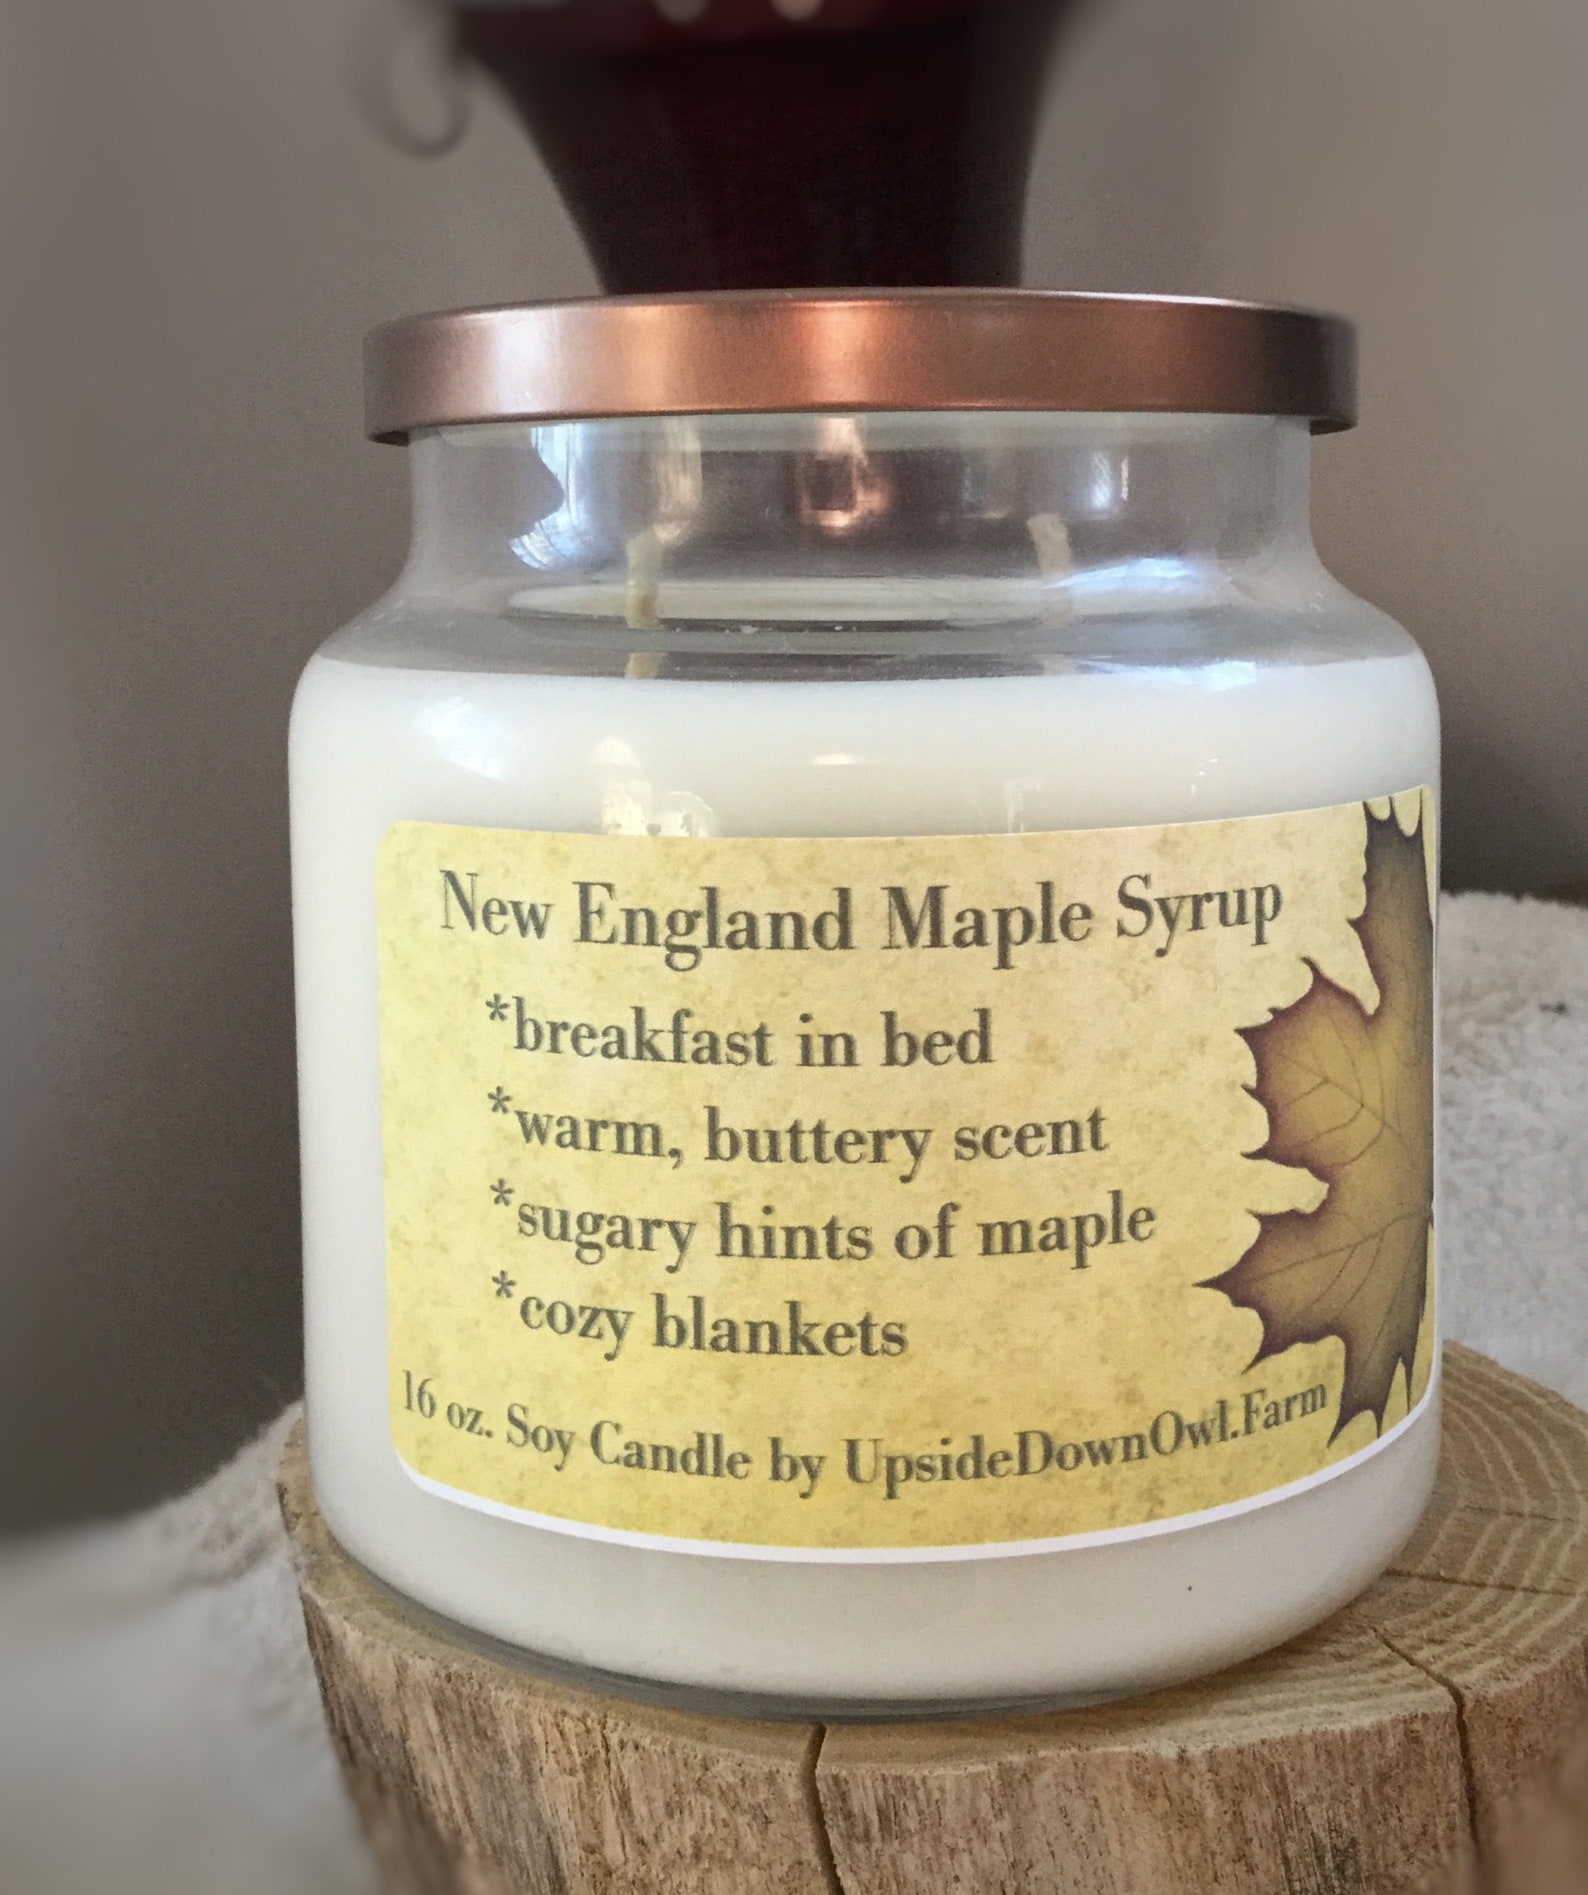 New England Maple Syrup
*breakfast in bed
*warm, buttery scent
*sugary hints of maple
*cozy blankets
16 oz. Soy Candle by UpsideDownOwl.Farm